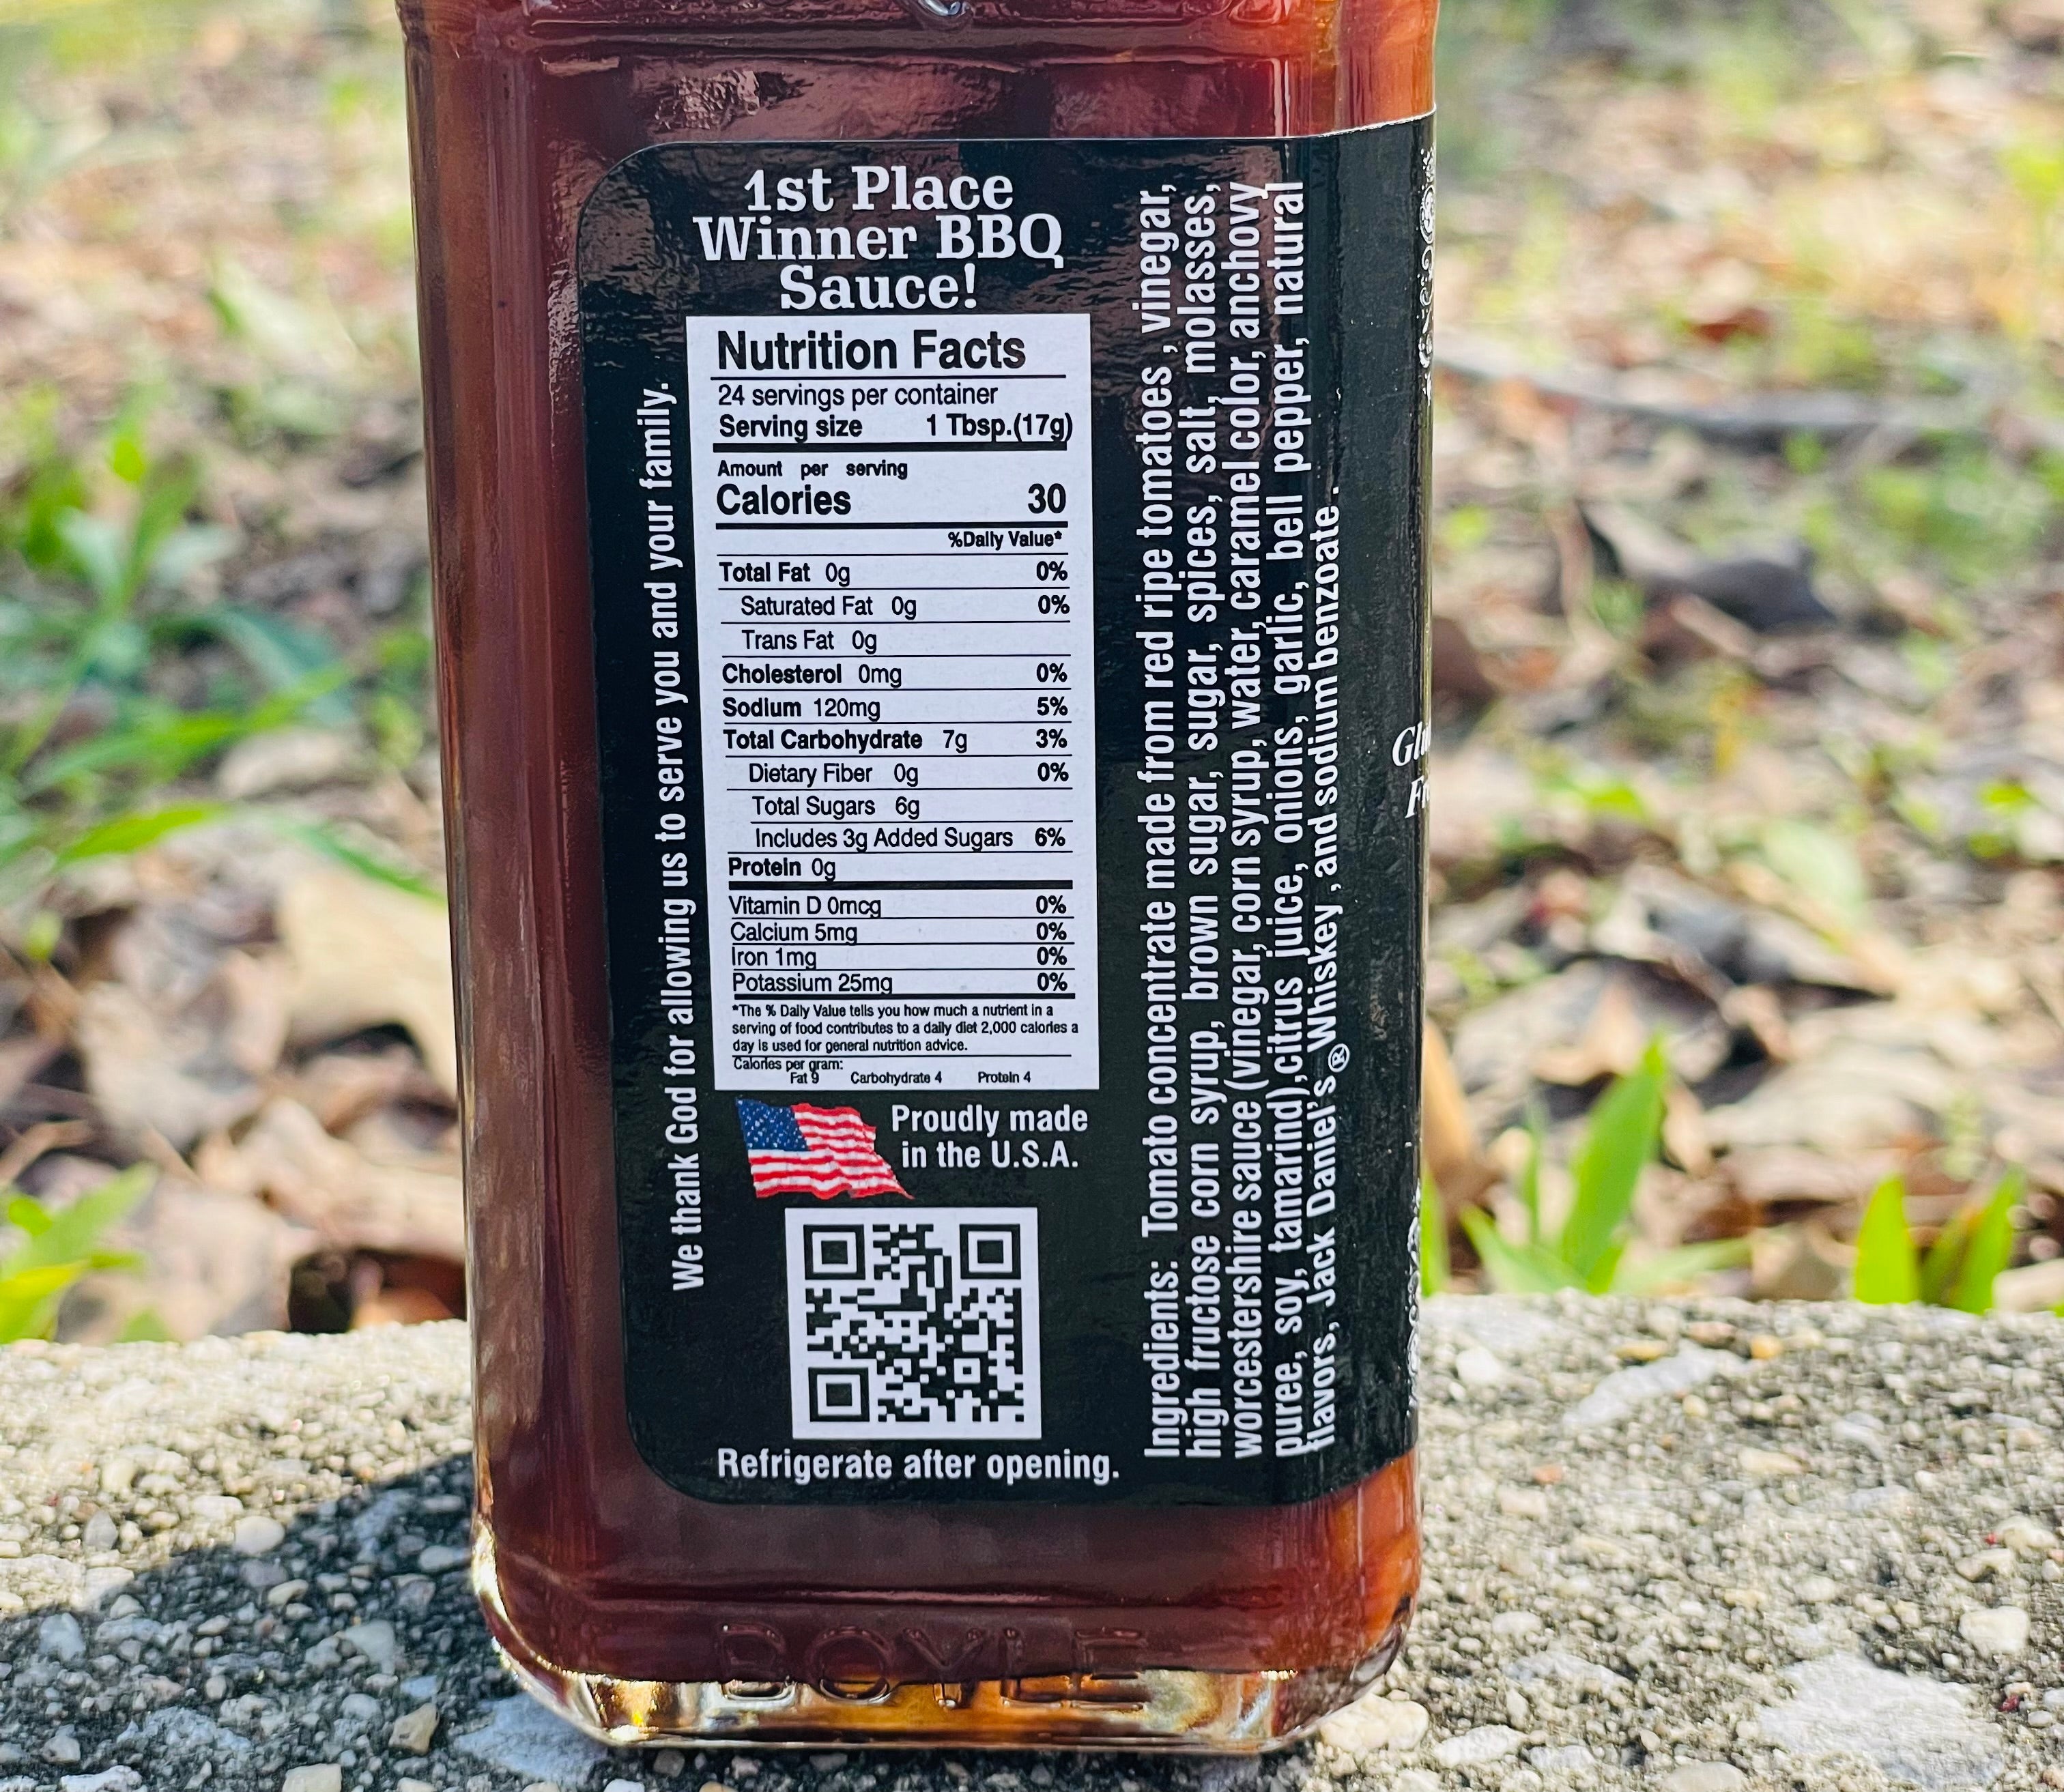 1st Place
Winner BBQ
Sauce!
We thank God for allowing us to serve you and your family.
Nutrition Facts
24 servings per container
Serving size 1 Tbsp.(17g)
Amount per serving
Calories 30
%Daily Value*
Total Fat 0g 0%
Saturated Fat 0g 0%
Trans Fat 0g
Cholesterol 0mg 0%
Sodium 120mg 5%
Total Carbohydrate 7g 3%
Dietary Fiber 0g 0%
Total Sugars 6g
Includes 3g Added Sugars 6%
Protein 0g
Vitamin D 0mcg 0%
Calcium 5mg 0%
Iron 1mg 0%
Potassium 25mg 0%
*The % Daily Value tells you how much a nutrient in a
serving of food contributes to a daily diet 2,000 calories a
day is used for general nutrition advice.
Calories per gram:
Fat 9 Carbohydrate 4 Protein 4
Proudly made
in the U.S.A.
Refrigerate after opening.
Ingredients: Tomato concentrate made from red ripe tomatoes , vinegar,
high fructose corn syrup, brown sugar, sugar, spices, salt, molasses,
worcestershire sauce (vinegar, corn syrup, water, caramel color, anchovy
puree, soy, tamarind),citrus juice, onions, garlic, bell pepper, natural
flavors, Jack Daniel's ® Whiskey, and sodium benzoate.
BOYLE